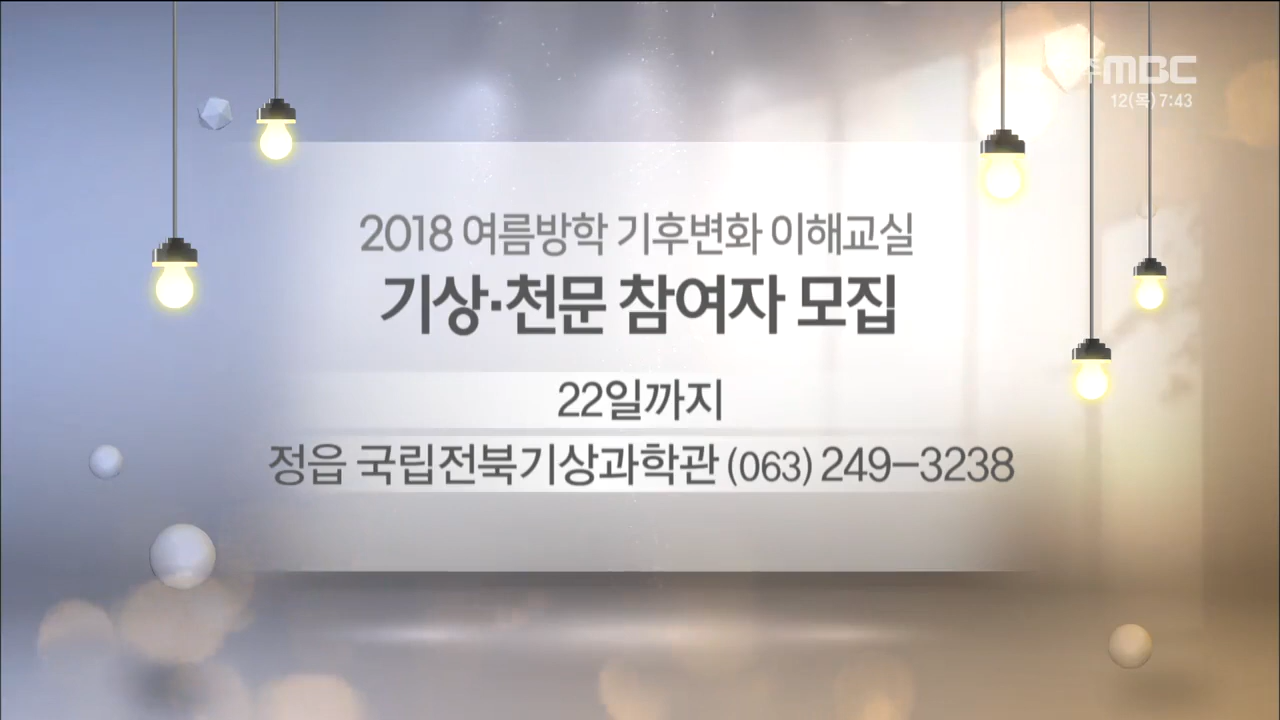 MBC
12(목) 7:43
2018 여름방학 기후변화 이해교실
기상·천문 참여자 모집
22일까지
정읍 국립전북기상과학관 (063) 249-3238